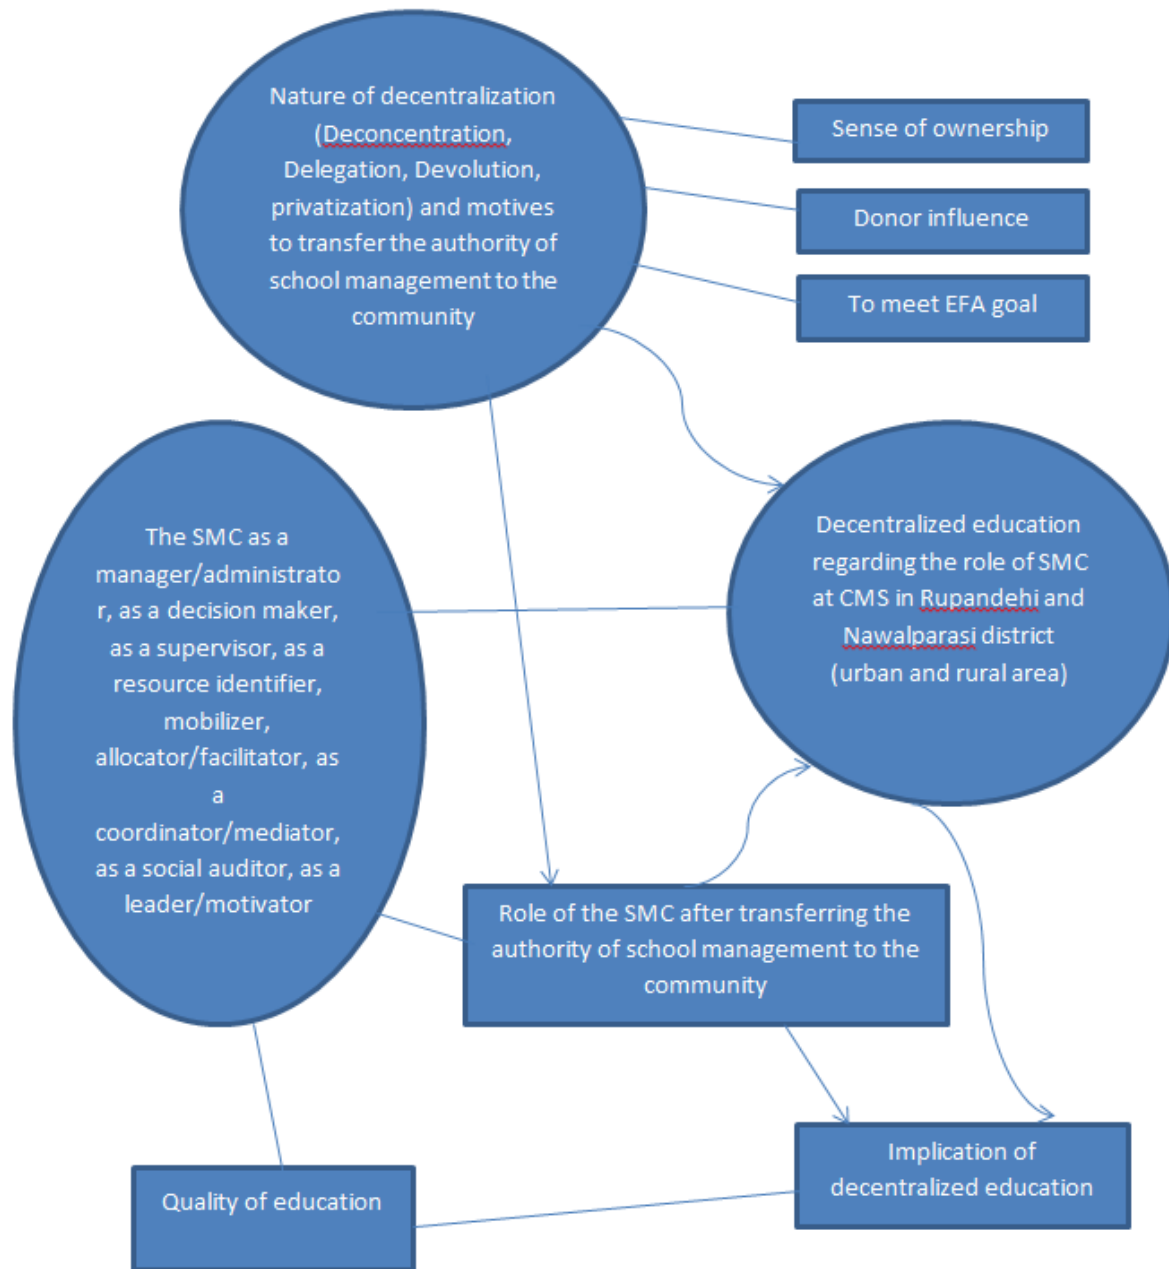 Nature of decentralization
(Deconcentration,
Delegation, Devolution,
privatization) and motives
to transfer the authority of
school management to the
community
Sense of ownership
Donor influence
To meet EFA goal
The SMC as a
manager/administrato
r, as a decision maker,
as a supervisor, as a
resource identifier,
mobilizer,
allocator/facilitator, as
a
coordinator/mediator,
as a social auditor, as a
leader/motivator
Decentralized education
regarding the role of SMC
at CMS in Rupandehi and
Nawalparasi district
(urban and rural area)
Role of the SMC after transferring the
authority of school management to the
community
Quality of education
Implication of
decentralized education